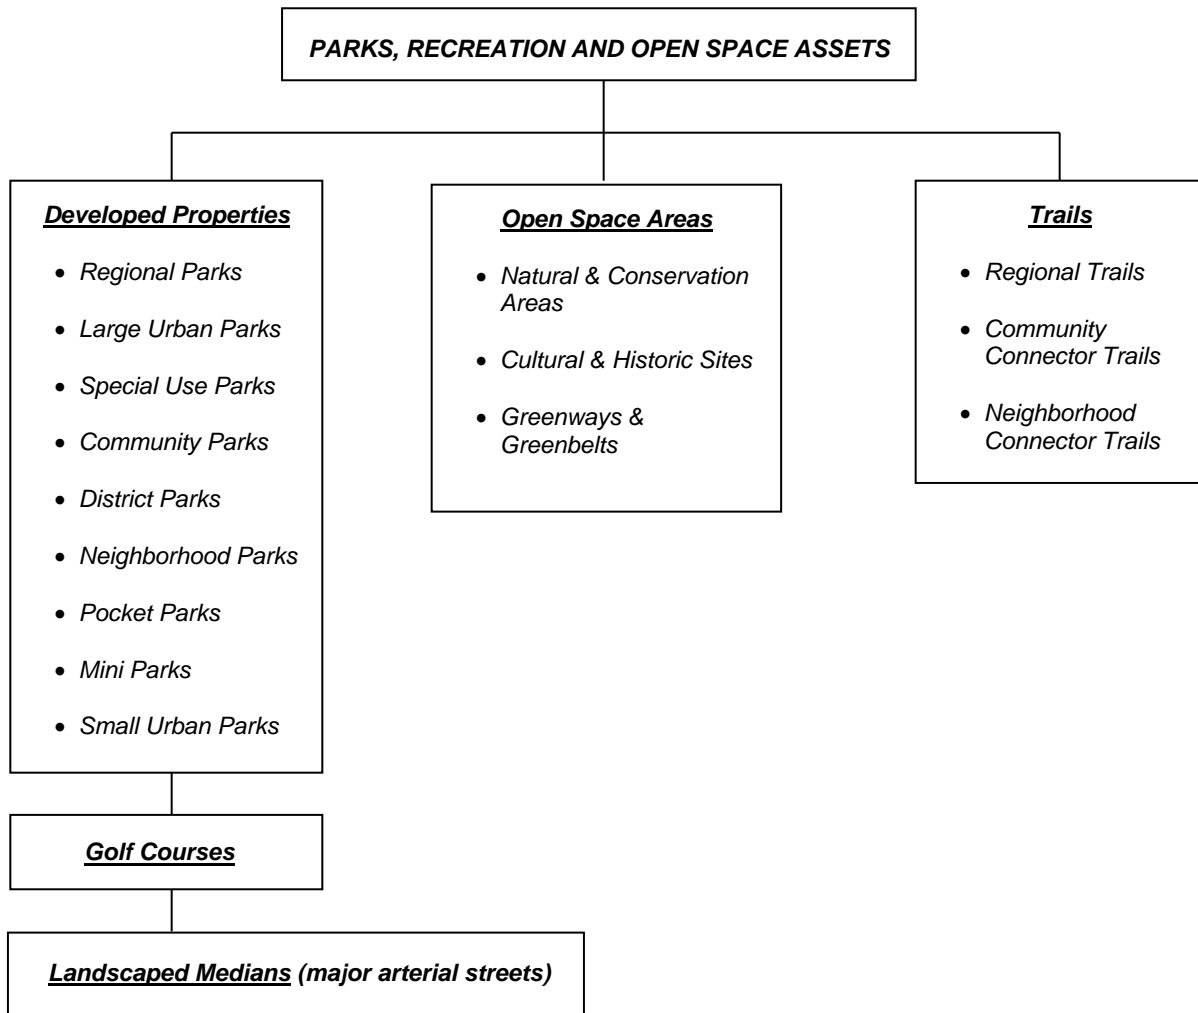 PARKS, RECREATION AND OPEN SPACE ASSETS
Developed Properties
• Regional Parks
• Large Urban Parks
• Special Use Parks
• Community Parks
• District Parks
• Neighborhood Parks
• Pocket Parks
• Mini Parks
• Small Urban Parks
Golf Courses
Landscaped Medians (major arterial streets)
Open Space Areas
• Natural & Conservation
Areas
• Cultural & Historic Sites
• Greenways &
Greenbelts
Trails
• Regional Trails
• Community
Connector Trails
• Neighborhood
Connector Trails